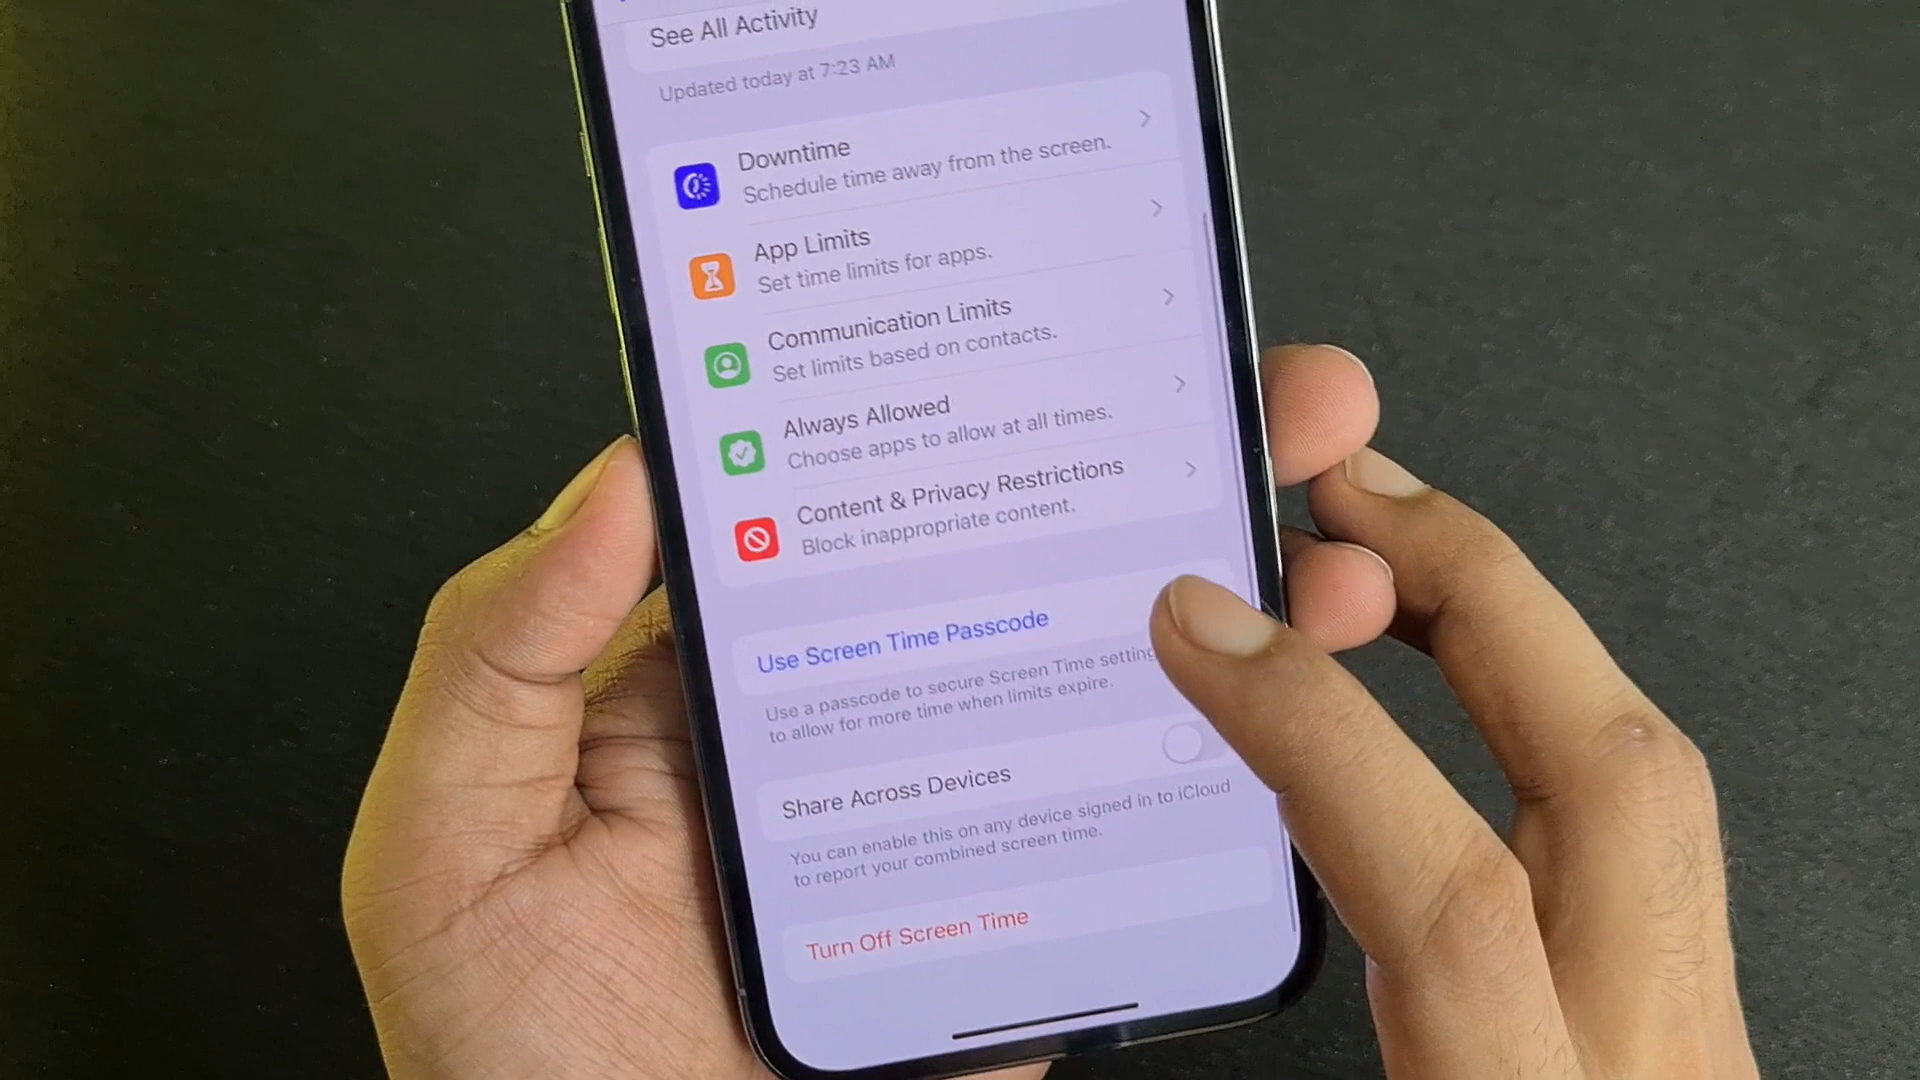 See All Activity
Updated today at 7:23 AM
Downtime
Schedule time away from the screen.
App Limits
Set time limits for apps.
Communication Limits
Set limits based on contacts.
Always Allowed
Choose apps to allow at all times.
Content & Privacy Restrictions
Block inappropriate content.
Use Screen Time Passcode
Use a passcode to secure Screen Time setting
to allow for more time when limits expire.
Share Across Devices
You can enable this on any device signed in to iCloud
to report your combined screen time.
Turn Off Screen Time